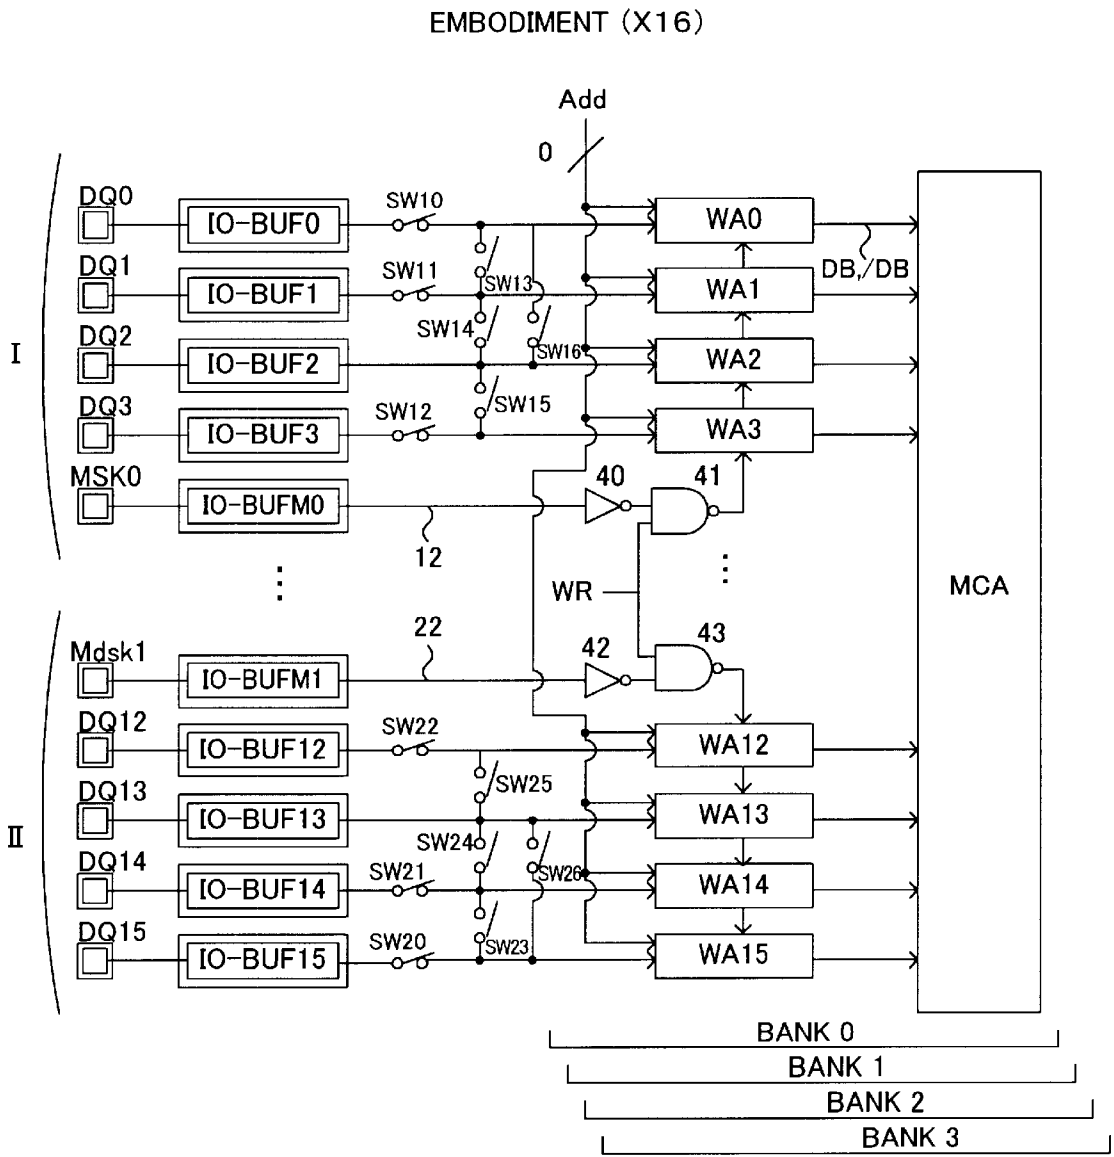 EMBODIMENT (X16)
Add
0
I
DQ0
IO-BUF0
SW10
WA0
DB,/DB
DQ1
IO-BUF1
SW11
SW13
WA1
DQ2
IO-BUF2
SW14
SW16
WA2
DQ3
IO-BUF3
SW12
SW15
WA3
MSK0
IO-BUFM0
12
40
41
WR
MCA
II
Mdsk1
IO-BUFM1
22
42
43
DQ12
IO-BUF12
SW22
SW25
WA12
DQ13
IO-BUF13
WA13
DQ14
IO-BUF14
SW21
SW24
SW26
WA14
DQ15
IO-BUF15
SW20
SW23
WA15
BANK 0
BANK 1
BANK 2
BANK 3